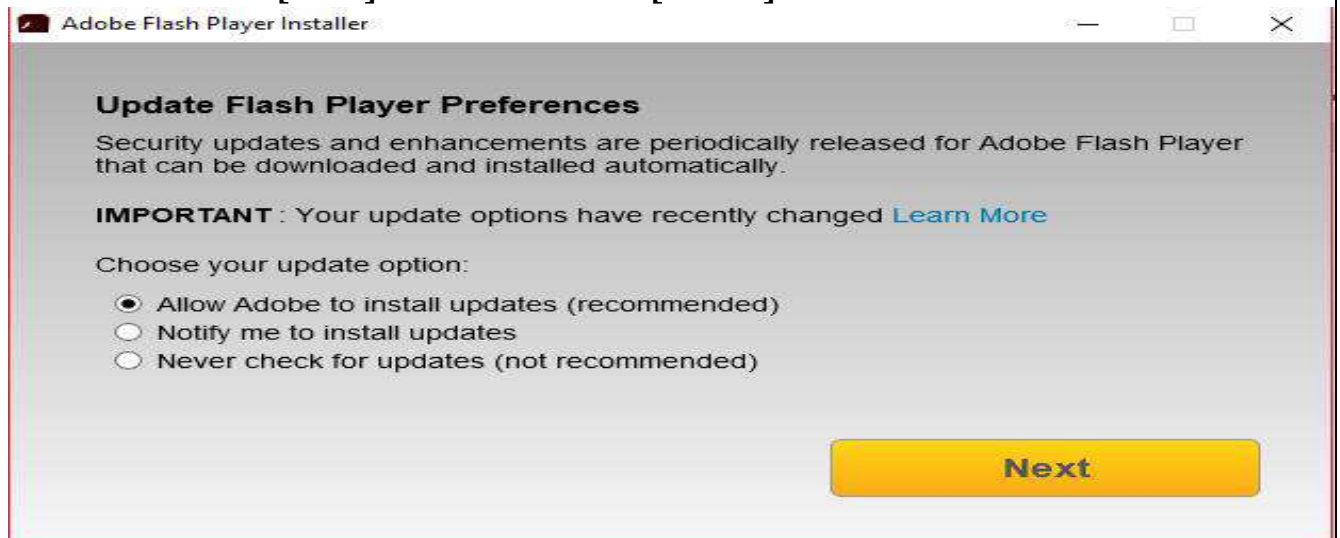 Adobe Flash Player Installer
Update Flash Player Preferences
Security updates and enhancements are periodically released for Adobe Flash Player
that can be downloaded and installed automatically.
IMPORTANT : Your update options have recently changed Learn More
Choose your update option:
Allow Adobe to install updates (recommended)
Notify me to install updates
Never check for updates (not recommended)
Next